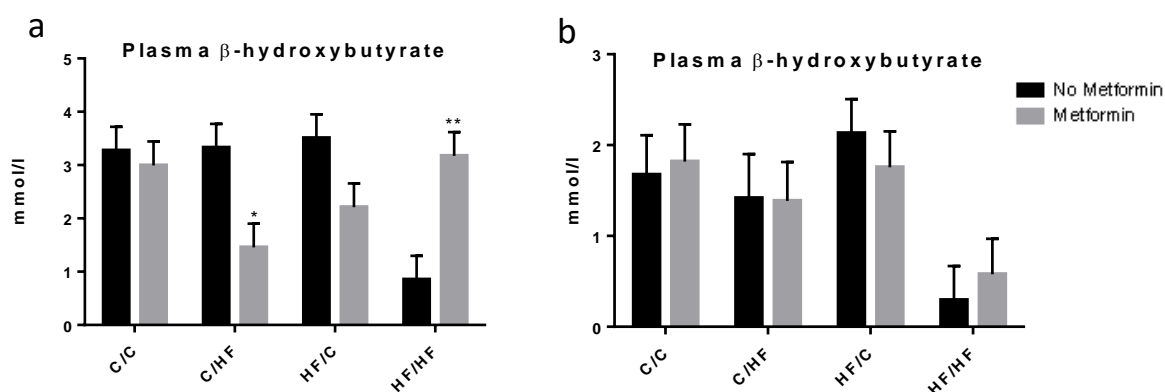 a
Plasma β-hydroxybutyrate
5
4
3
2
1
0
mmol/l
*
**
C/C
C/HF
HF/C
HF/HF
b
Plasma β-hydroxybutyrate
3
2
1
0
mmol/l
C/C
C/HF
HF/C
HF/HF
No Metformin
Metformin